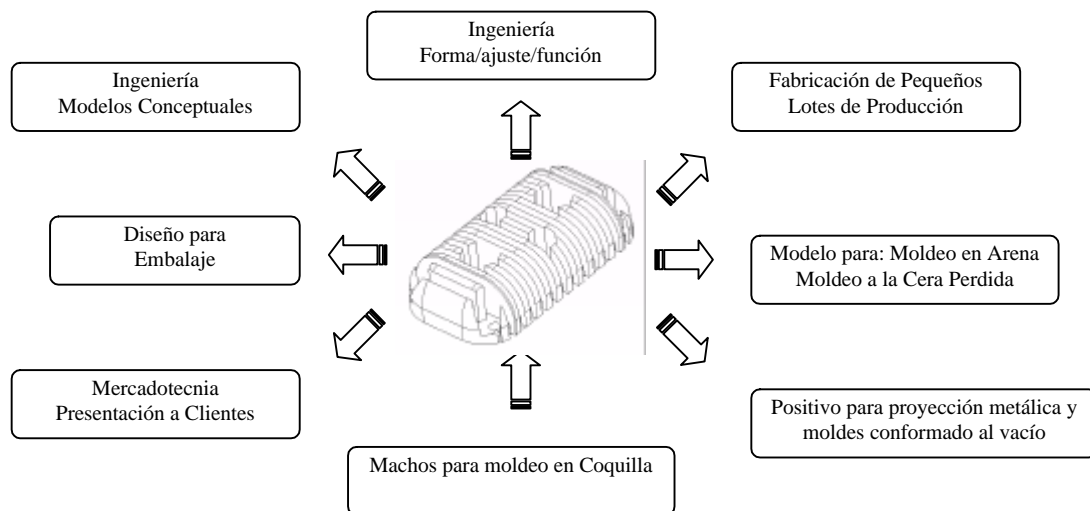 Ingeniería
Forma/ajuste/función
Ingeniería
Modelos Conceptuales
Fabricación de Pequeños
Lotes de Producción
Diseño para
Embalaje
Modelo para: Moldeo en Arena
Moldeo a la Cera Perdida
Mercadotecnia
Presentación a Clientes
Positivo para proyección metálica y
moldes conformado al vacío
Machos para moldeo en Coquilla